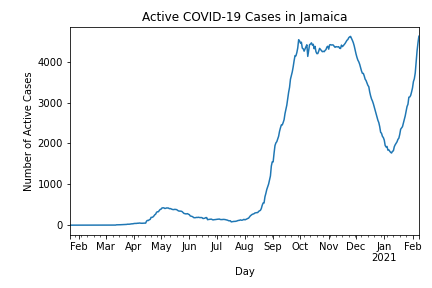 Active COVID-19 Cases in Jamaica
Number of Active Cases
4000
3000
2000
1000
0
Feb Mar Apr May Jun Jul Aug Sep Oct Nov Dec Jan Feb
2021
Day